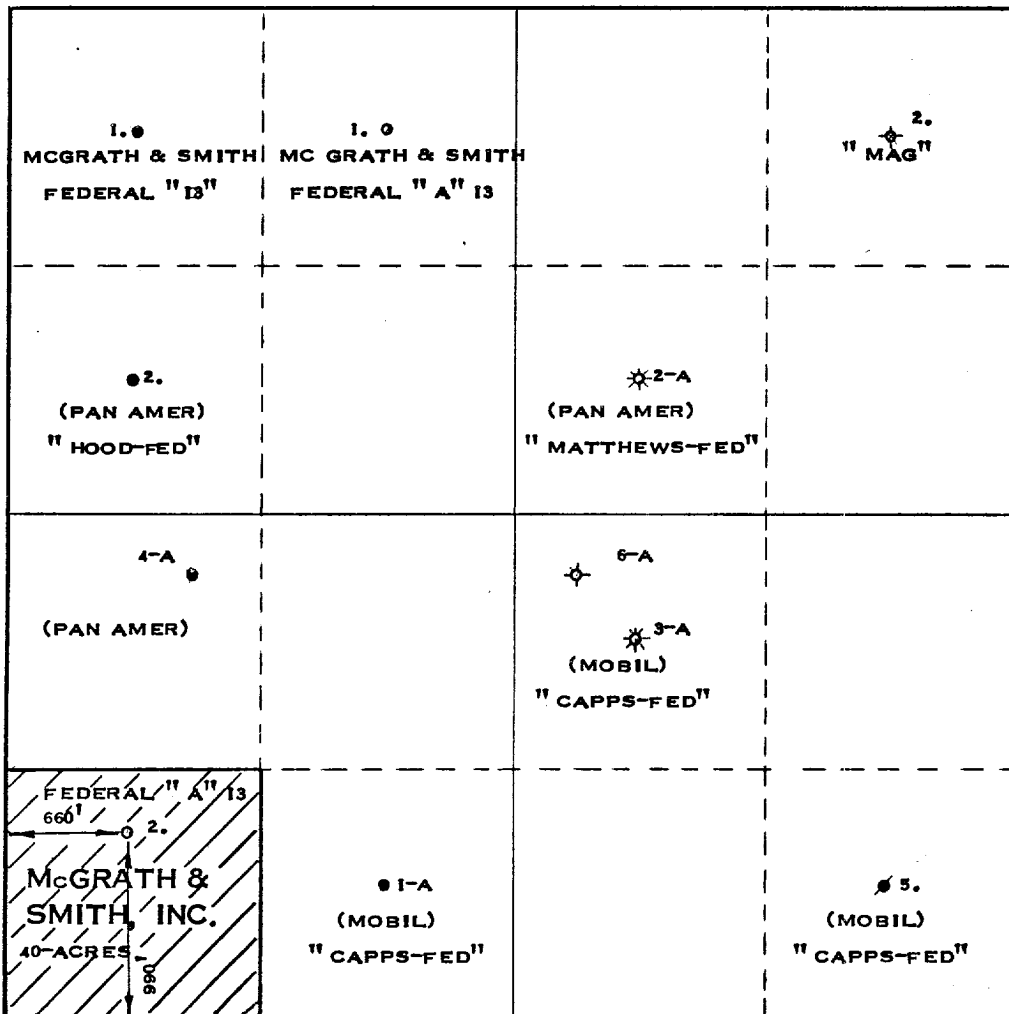 1.
MCGRATH & SMITH
FEDERAL "13"
1.
MC GRATH & SMITH
FEDERAL "A" 13
2.
"MAG"
2.
(PAN AMER)
"HOOD-FED"
2-A
(PAN AMER)
"MATTHEWS-FED"
4-A
(PAN AMER)
6-A
3-A
(MOBIL)
"CAPPS-FED"
FEDERAL "A" 13
660'
2.
McGRATH &
SMITH, INC.
40-ACRES
990'
1-A
(MOBIL)
"CAPPS-FED"
5.
(MOBIL)
"CAPPS-FED"